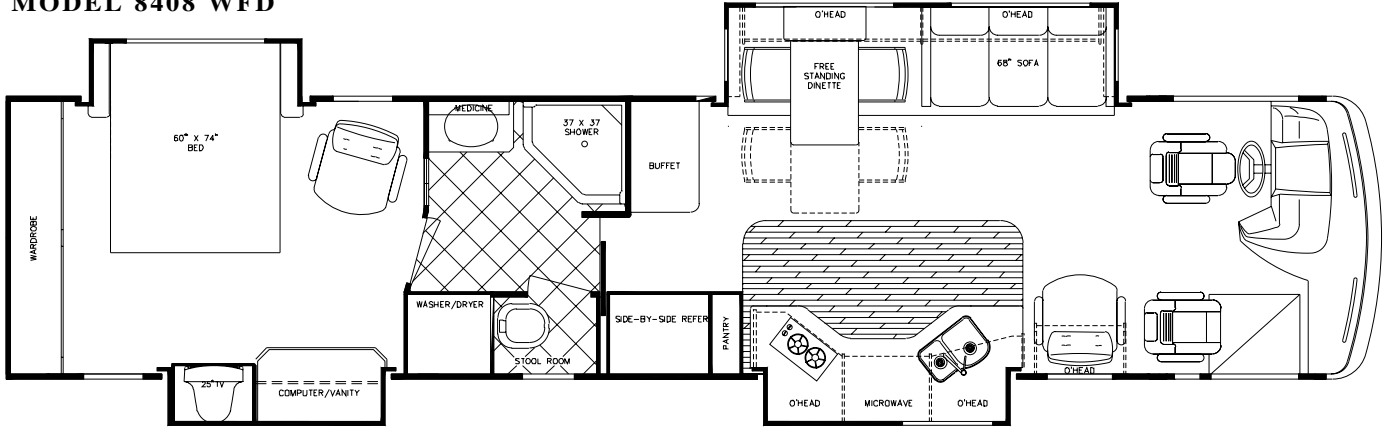 MODEL 8408 WFD
O'HEAD
O'HEAD
FREE
STANDING
DINETTE
68" SOFA
MEDICINE
37 X 37
SHOWER
60" X 74"
BED
BUFFET
WARDROBE
WASHER/DRYER
SIDE-BY-SIDE REFER
PANTRY
STOOL ROOM
O'HEAD
25" TV
COMPUTER/VANITY
O'HEAD
MICROWAVE
O'HEAD